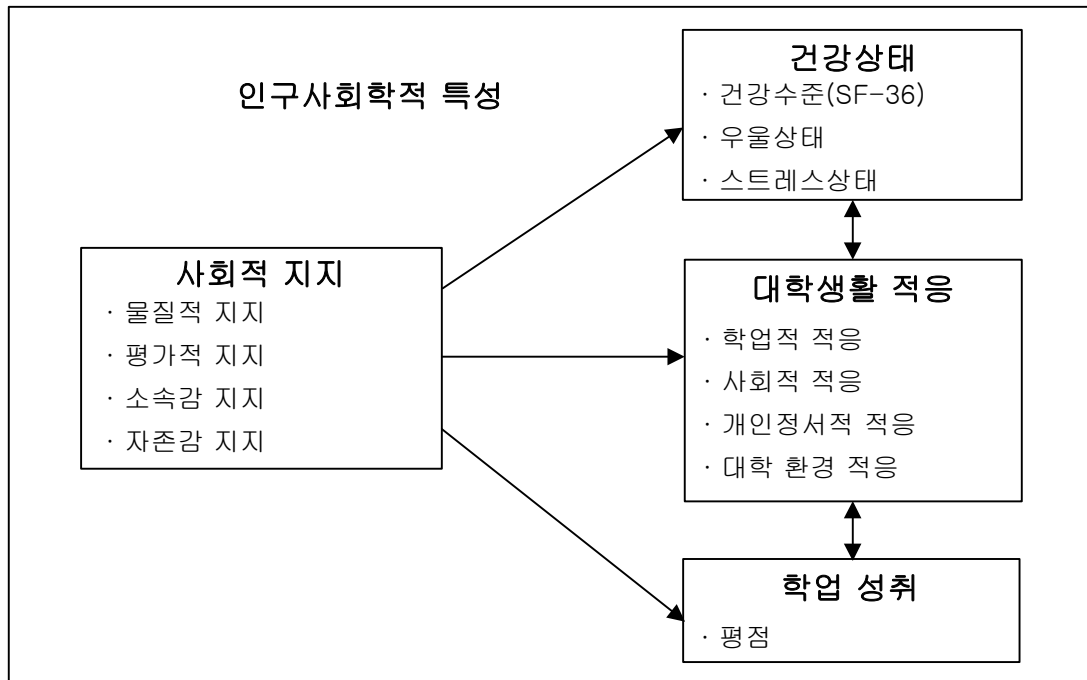 인구사회학적 특성
사회적 지지
· 물질적 지지
· 평가적 지지
· 소속감 지지
· 자존감 지지
건강상태
· 건강수준(SF-36)
· 우울상태
· 스트레스상태
대학생활 적응
· 학업적 적응
· 사회적 적응
· 개인정서적 적응
· 대학 환경 적응
학업 성취
· 평점